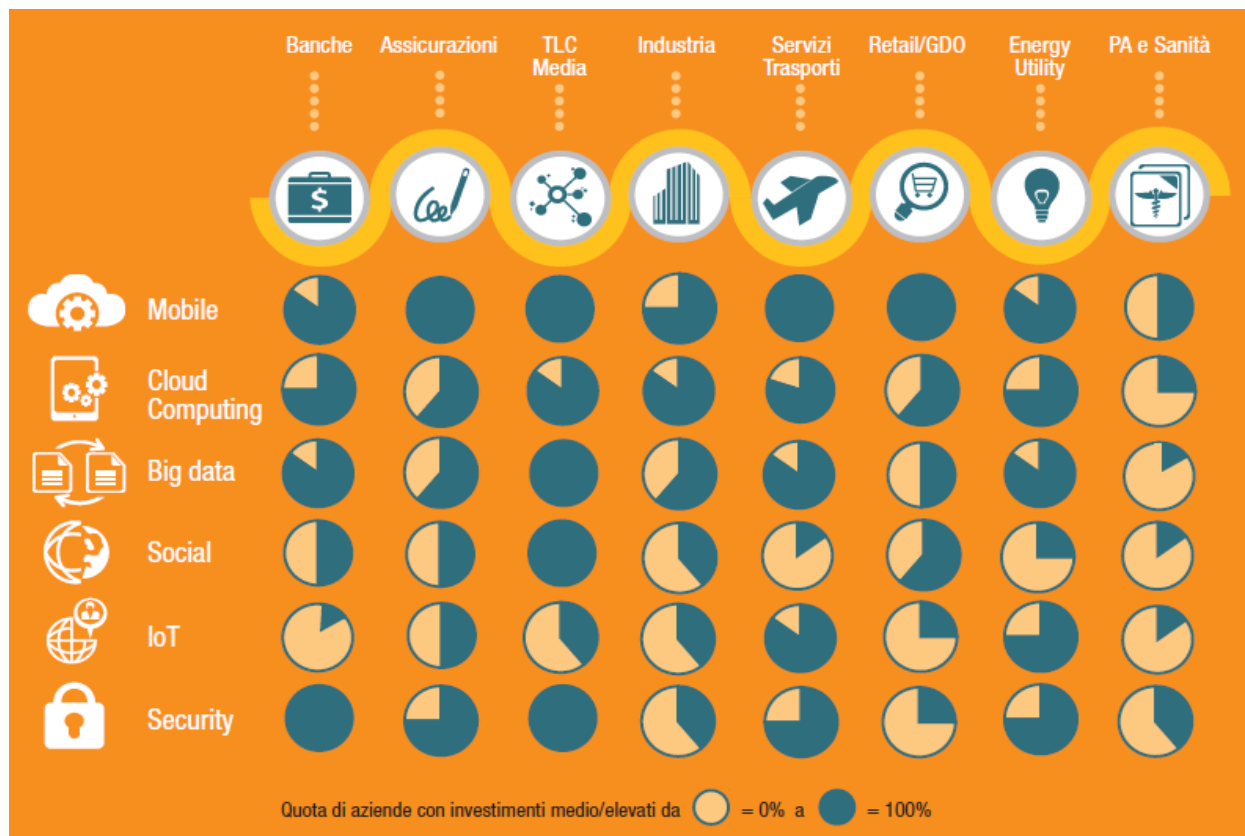 Banche Assicurazioni TLC Industria Servizi Retail/GDO Energy PA e Sanità
Media Trasporti Utility
$
Mobile
Cloud
Computing
Big data
Social
IoT
Security
Quota di aziende con investimenti medio/elevati da = 0% a = 100%